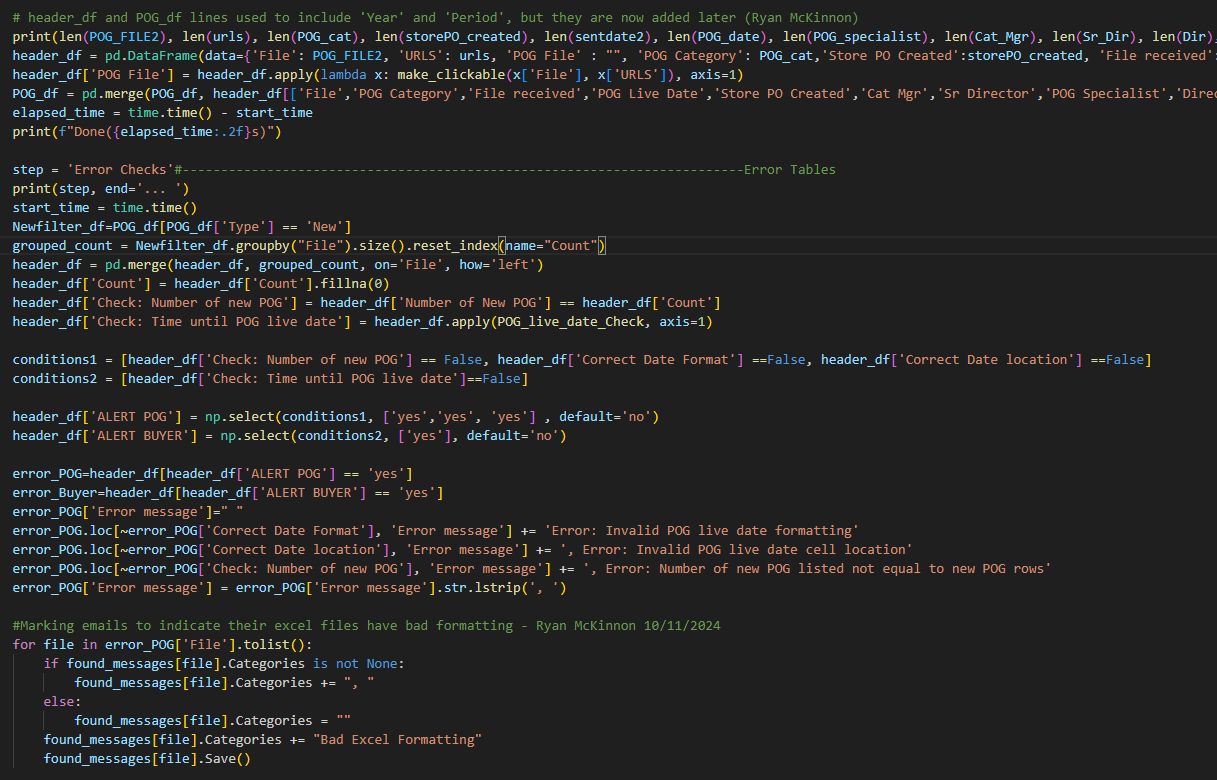 # header_df and POG_df lines used to include 'Year' and 'Period', but they are now added later (Ryan McKinnon)
print(len(POG_FILE2), len(urls), len(POG_cat), len(storePO_created), len(sentdate2), len(POG_date), len(POG_specialist), len(Cat_Mgr), len(Sr_Dir), len(Dir),
header_df = pd.DataFrame(data={'File': POG_FILE2, 'URLS': urls, 'POG File' : "", 'POG Category': POG_cat,'Store PO Created':storePO_created, 'File received':
header_df['POG File'] = header_df.apply(lambda x: make_clickable(x['File'], x['URLS']), axis=1)
POG_df = pd.merge(POG_df, header_df[['File','POG Category','File received','POG Live Date','Store PO Created','Cat Mgr','Sr Director','POG Specialist','Direc
elapsed_time = time.time() - start_time
print(f"Done({elapsed_time:.2f}s)")
step = 'Error Checks'#-------------------------------------------------------------------------Error Tables
print(step, end='... ')
start_time = time.time()
Newfilter_df=POG_df[POG_df['Type'] == 'New']
grouped_count = Newfilter_df.groupby("File").size().reset_index(name="Count")
header_df = pd.merge(header_df, grouped_count, on='File', how='left')
header_df['Count'] = header_df['Count'].fillna(0)
header_df['Check: Number of new POG'] = header_df['Number of New POG'] == header_df['Count']
header_df['Check: Time until POG live date'] = header_df.apply(POG_live_date_Check, axis=1)
conditions1 = [header_df['Check: Number of new POG'] == False, header_df['Correct Date Format'] ==False, header_df['Correct Date location'] ==False]
conditions2 = [header_df['Check: Time until POG live date']==False]
header_df['ALERT POG'] = np.select(conditions1, ['yes','yes', 'yes'] , default='no')
header_df['ALERT BUYER'] = np.select(conditions2, ['yes'], default='no')
error_POG=header_df[header_df['ALERT POG'] == 'yes']
error_Buyer=header_df[header_df['ALERT BUYER'] == 'yes']
error_POG['Error message']=" "
error_POG.loc[~error_POG['Correct Date Format'], 'Error message'] += 'Error: Invalid POG live date formatting'
error_POG.loc[~error_POG['Correct Date location'], 'Error message'] += ', Error: Invalid POG live date cell location'
error_POG.loc[~error_POG['Check: Number of new POG'], 'Error message'] += ', Error: Number of new POG listed not equal to new POG rows'
error_POG['Error message'] = error_POG['Error message'].str.lstrip(', ')
#Marking emails to indicate their excel files have bad formatting - Ryan McKinnon 10/11/2024
for file in error_POG['File'].tolist():
    if found_messages[file].Categories is not None:
        found_messages[file].Categories += ", "
    else:
        found_messages[file].Categories = ""
    found_messages[file].Categories += "Bad Excel Formatting"
    found_messages[file].Save()